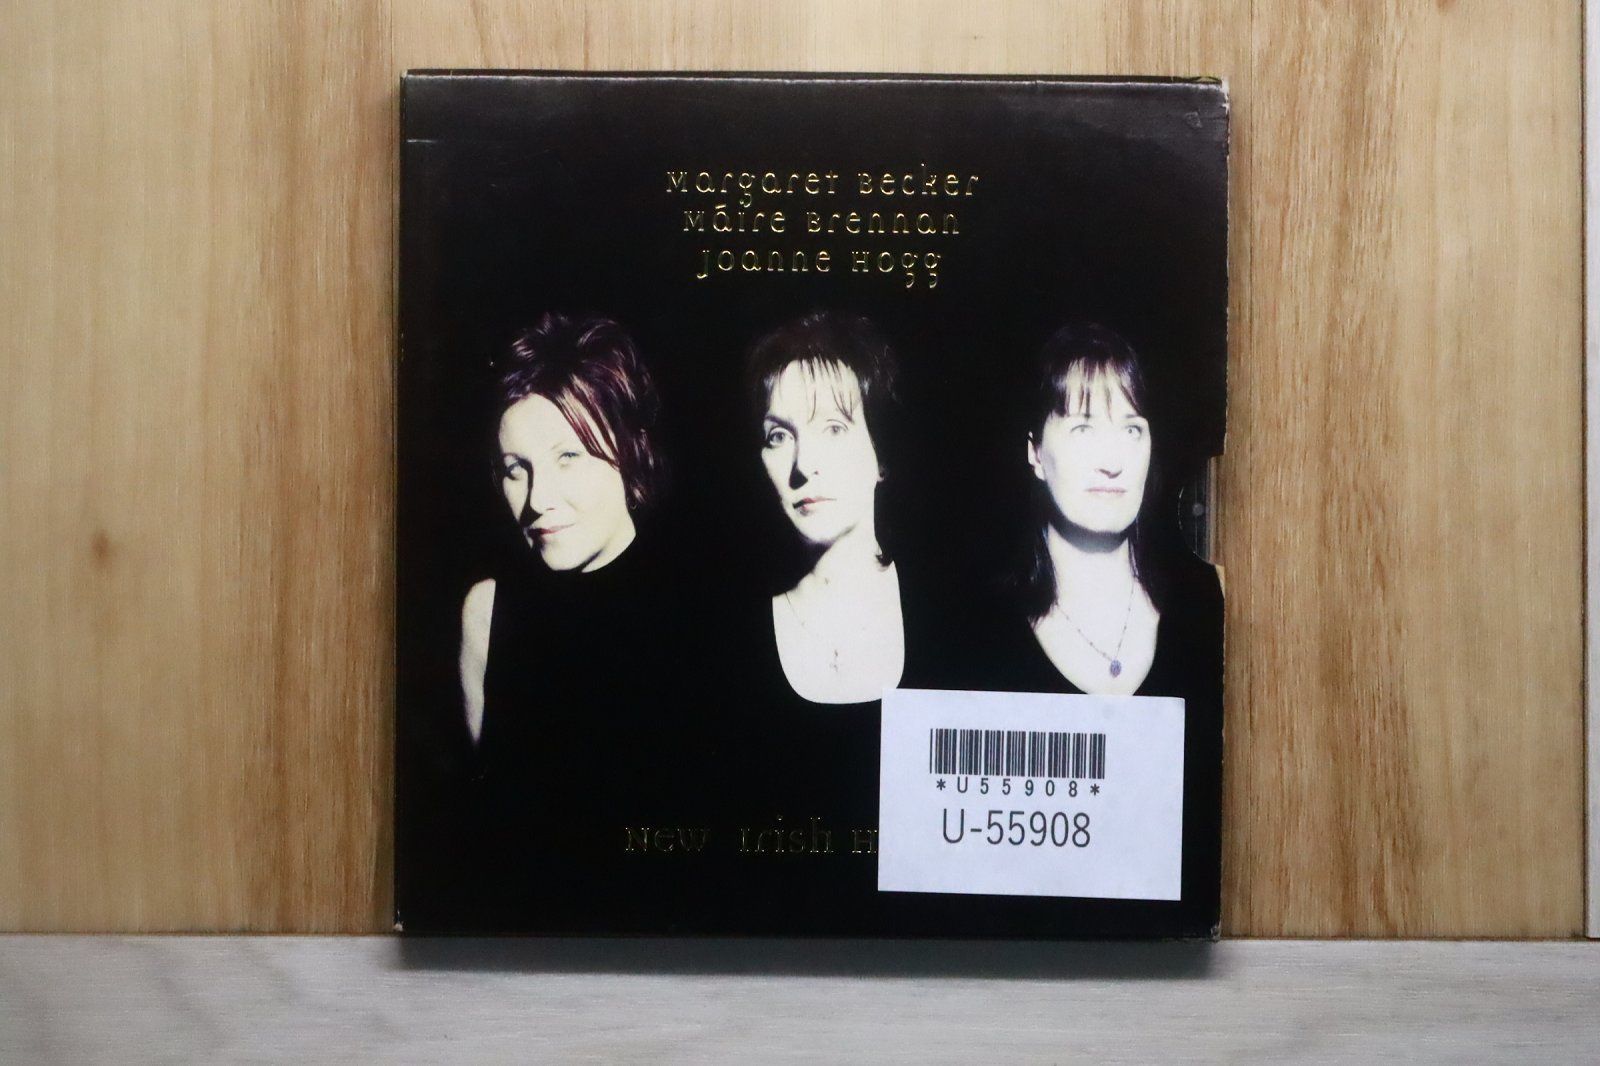 Margaret Becker
Máire Brennan
Joanne Hogg
*U55908*
U-55908
New Irish H